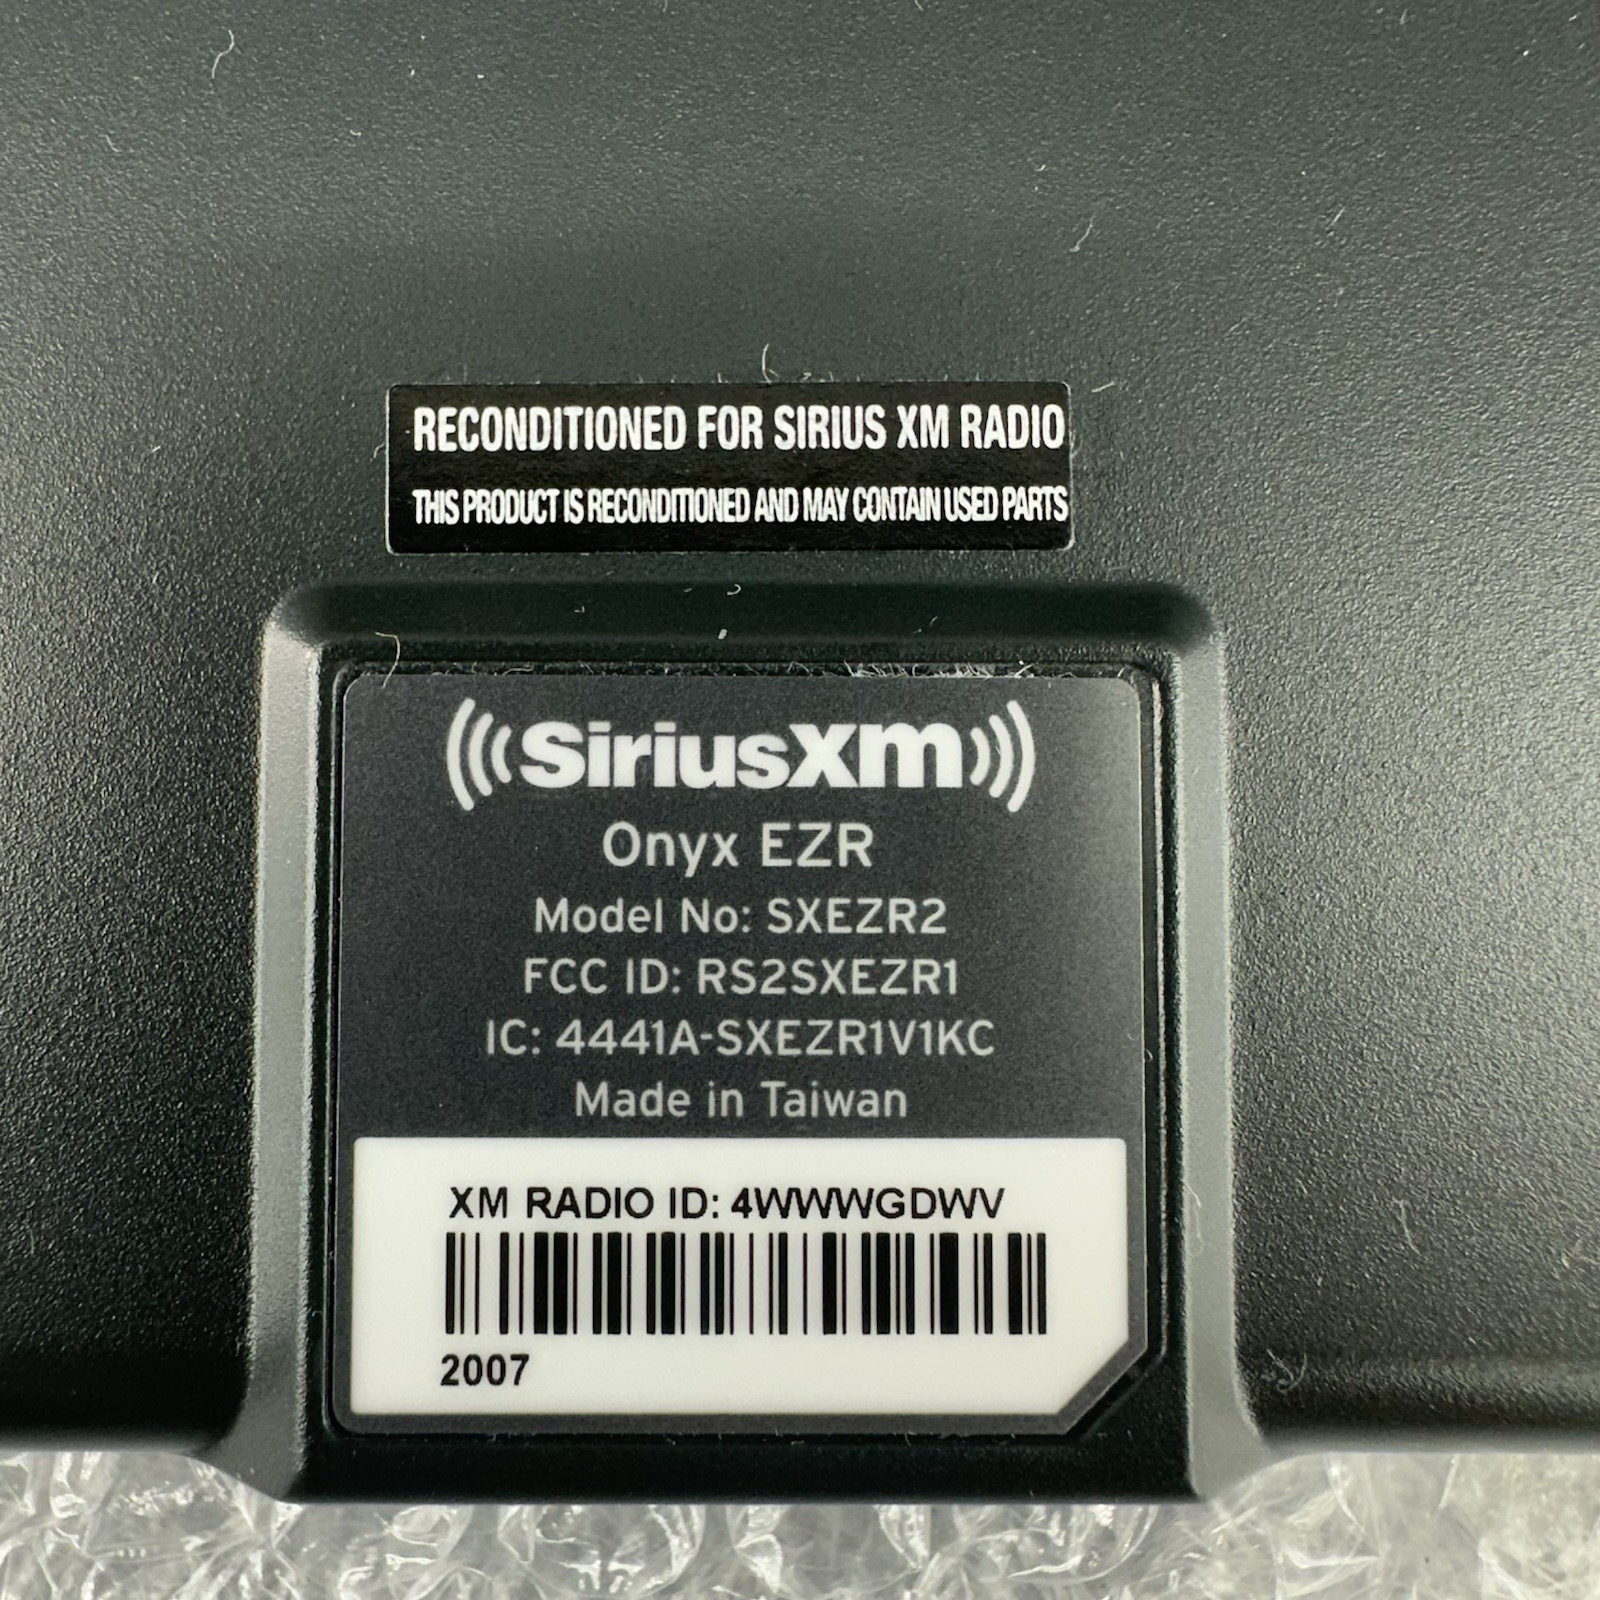 RECONDITIONED FOR SIRIUS XM RADIO
THIS PRODUCT IS RECONDITIONED AND MAY CONTAIN USED PARTS
SiriusXM
Onyx EZR
Model No: SXEZR2
FCC ID: RS2SXEZR1
IC: 4441A-SXEZR1V1KC
Made in Taiwan
XM RADIO ID: 4WWWGDWV
2007